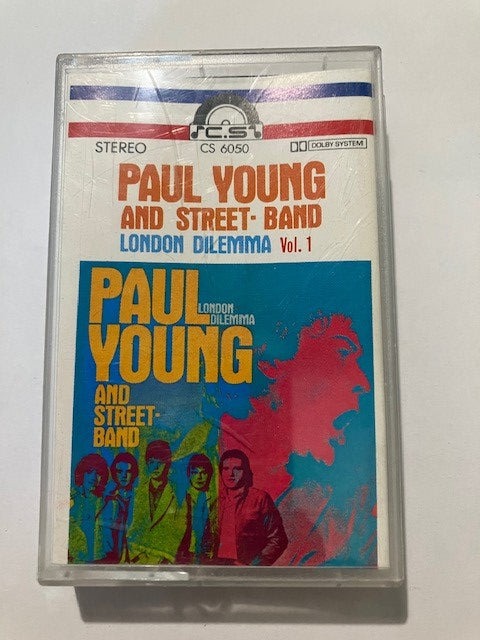 C.S
STEREO
CS 6050
DOLBY SYSTEM
PAUL YOUNG
AND STREET-BAND
LONDON DILEMMA Vol. 1
PAUL
LONDON
DILEMMA
YOUNG
AND
STREET-
BAND